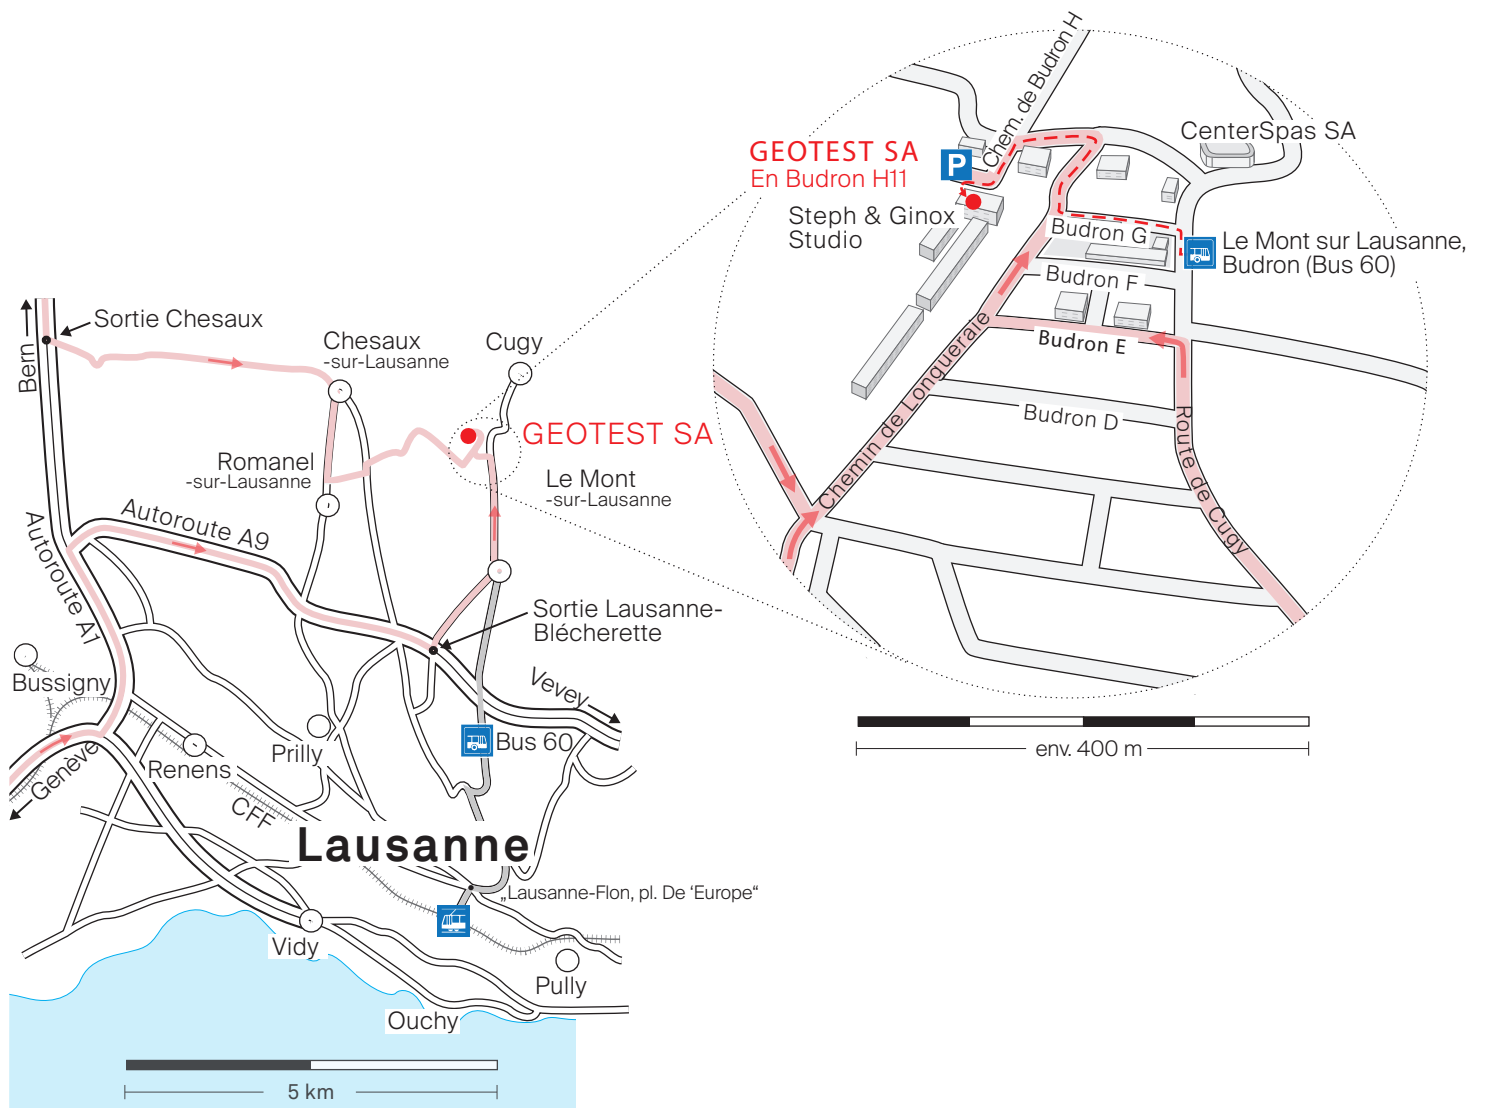 Chem. de Budron H
CenterSpas SA
GEOTEST SA
En Budron H11
P
Steph & Ginox
Studio
Budron G
Le Mont sur Lausanne,
Budron (Bus 60)
Budron F
Budron E
Budron D
Chemin de Longueraie
Route de Cugy
env. 400 m
Sortie Chesaux
Bern
Chesaux
-sur-Lausanne
Cugy
GEOTEST SA
Romanel
-sur-Lausanne
Le Mont
-sur-Lausanne
Autoroute A9
Autoroute A1
Sortie Lausanne-
Blécherette
Bussigny
Vevey
Prilly
Bus 60
Renens
Genève
CFF
Lausanne
„Lausanne-Flon, pl. De ‘Europe“
Vidy
Pully
Ouchy
5 km